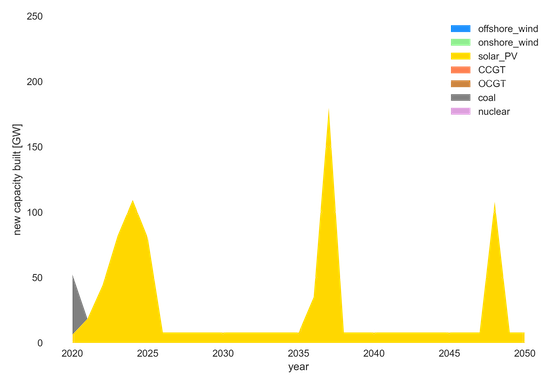 250
200
150
100
50
0
new capacity built [GW]
offshore_wind
onshore_wind
solar_PV
CCGT
OCGT
coal
nuclear
2020 2025 2030 2035 2040 2045 2050
year